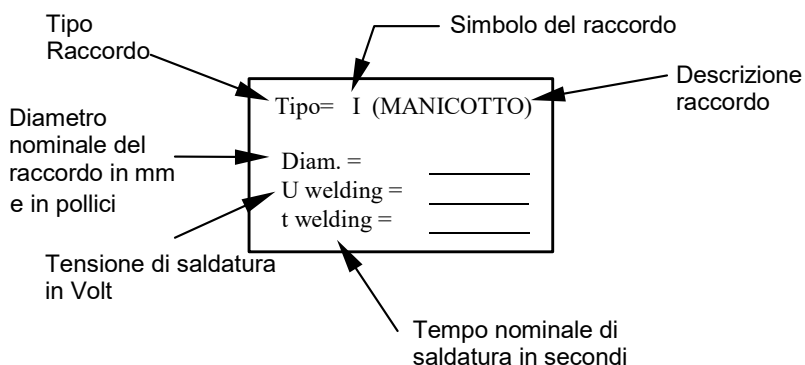 Tipo
Raccordo
Simbolo del raccordo
Descrizione
raccordo
Tipo= I (MANICOTTO)
Diametro
nominale del
raccordo in mm
e in pollici
Diam. =
U welding =
t welding =
Tensione di saldatura
in Volt
Tempo nominale di
saldatura in secondi